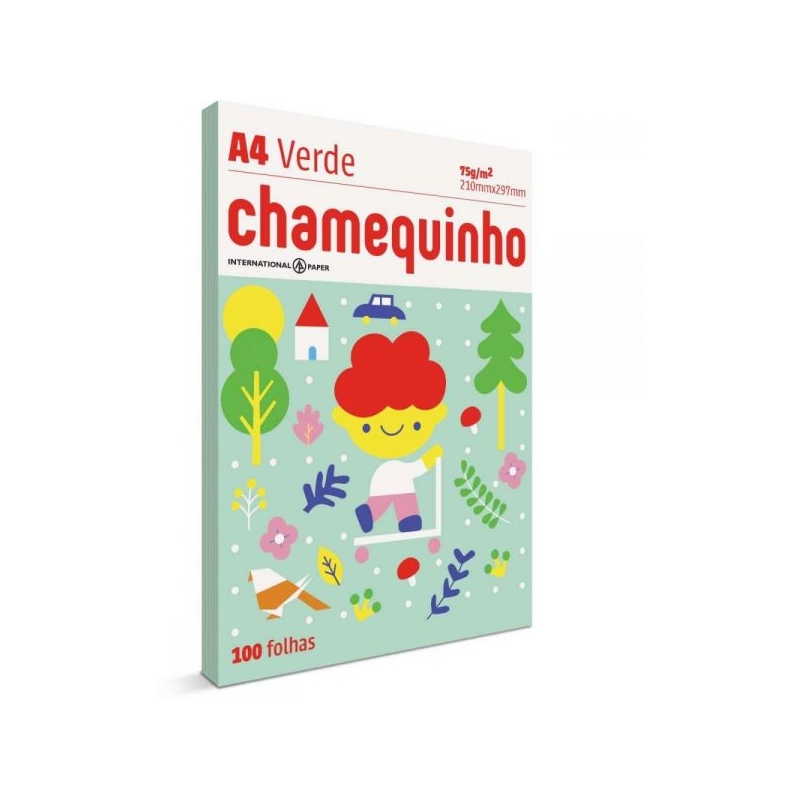 A4 Verde
75g/m²
210mmx297mm
chamequinho
INTERNATIONAL PAPER
100 folhas